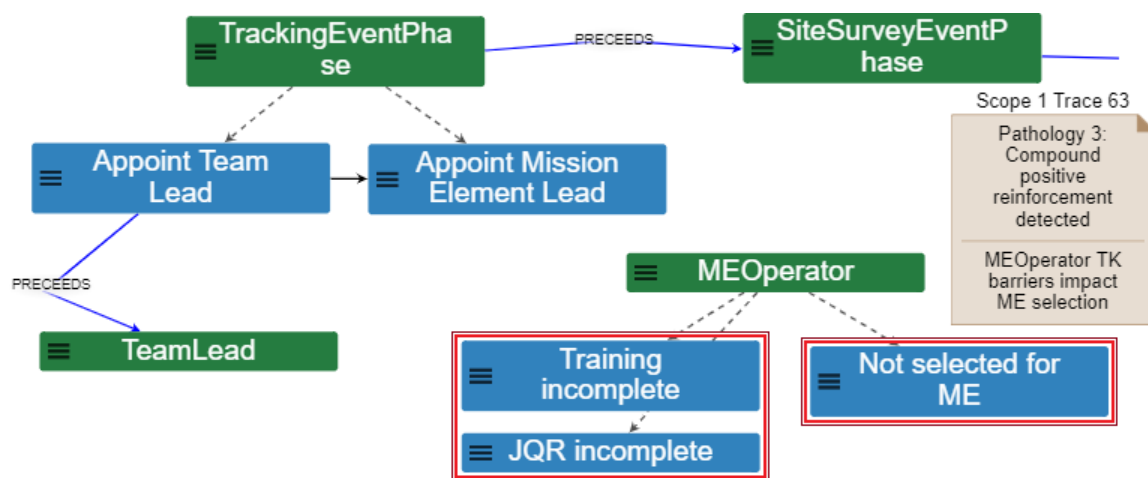 TrackingEventPha
se
PRECEEDS
SiteSurveyEventP
hase
Scope 1 Trace 63
Pathology 3:
Compound
positive
reinforcement
detected
MEOperator TK
barriers impact
ME selection
Appoint Team
Lead
Appoint Mission
Element Lead
PRECEEDS
TeamLead
MEOperator
Training
incomplete
JQR incomplete
Not selected for
ME